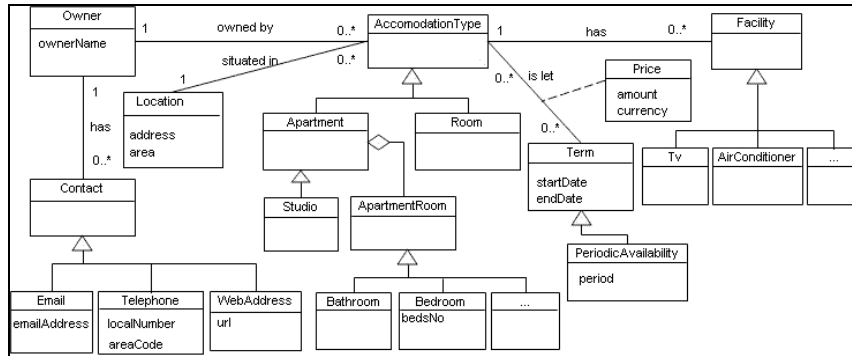 Owner
ownerName
1
owned by
0..*
AccomodationType
1
has
0..*
Facility
situated in
0..*
1
1
has
0..*
Location
address
area
0..*
is let
0..*
Price
amount
currency
Apartment
Room
Term
startDate
endDate
Tv
AirConditioner
...
Contact
Studio
ApartmentRoom
PeriodicAvailability
period
Email
emailAddress
Telephone
localNumber
areaCode
WebAddress
url
Bathroom
Bedroom
bedsNo
...